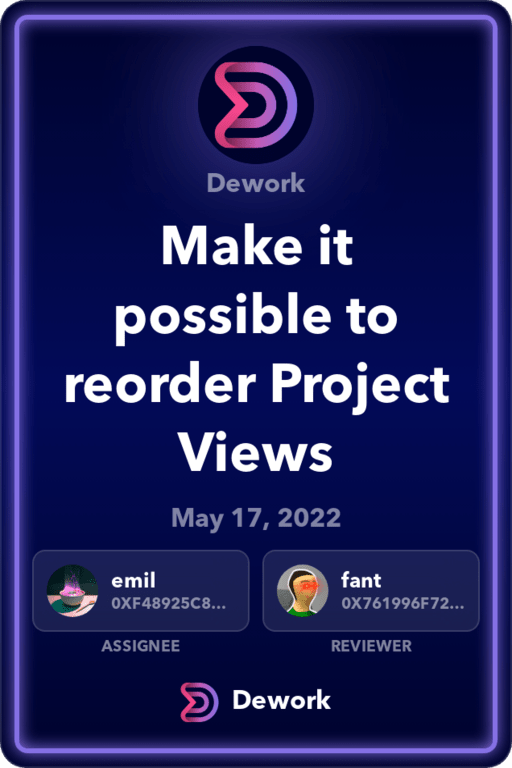 Dework
Make it
possible to
reorder Project
Views
May 17, 2022
emil
0XF48925C8...
ASSIGNEE
fant
0X761996F72...
REVIEWER
Dework